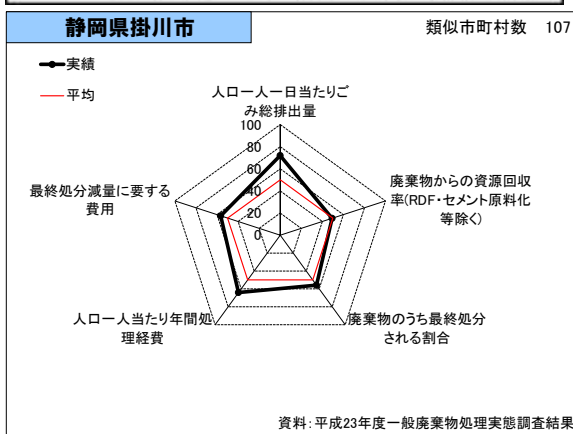 静岡県掛川市
類似市町村数 107
実績
平均
人口一人一日当たりご
み総排出量
100
80
60
40
20
0
廃棄物からの資源回収
率(RDF・セメント原料化
等除く)
最終処分減量に要する
費用
人口一人当たり年間処
理経費
廃棄物のうち最終処分
される割合
資料:平成23年度一般廃棄物処理実態調査結果